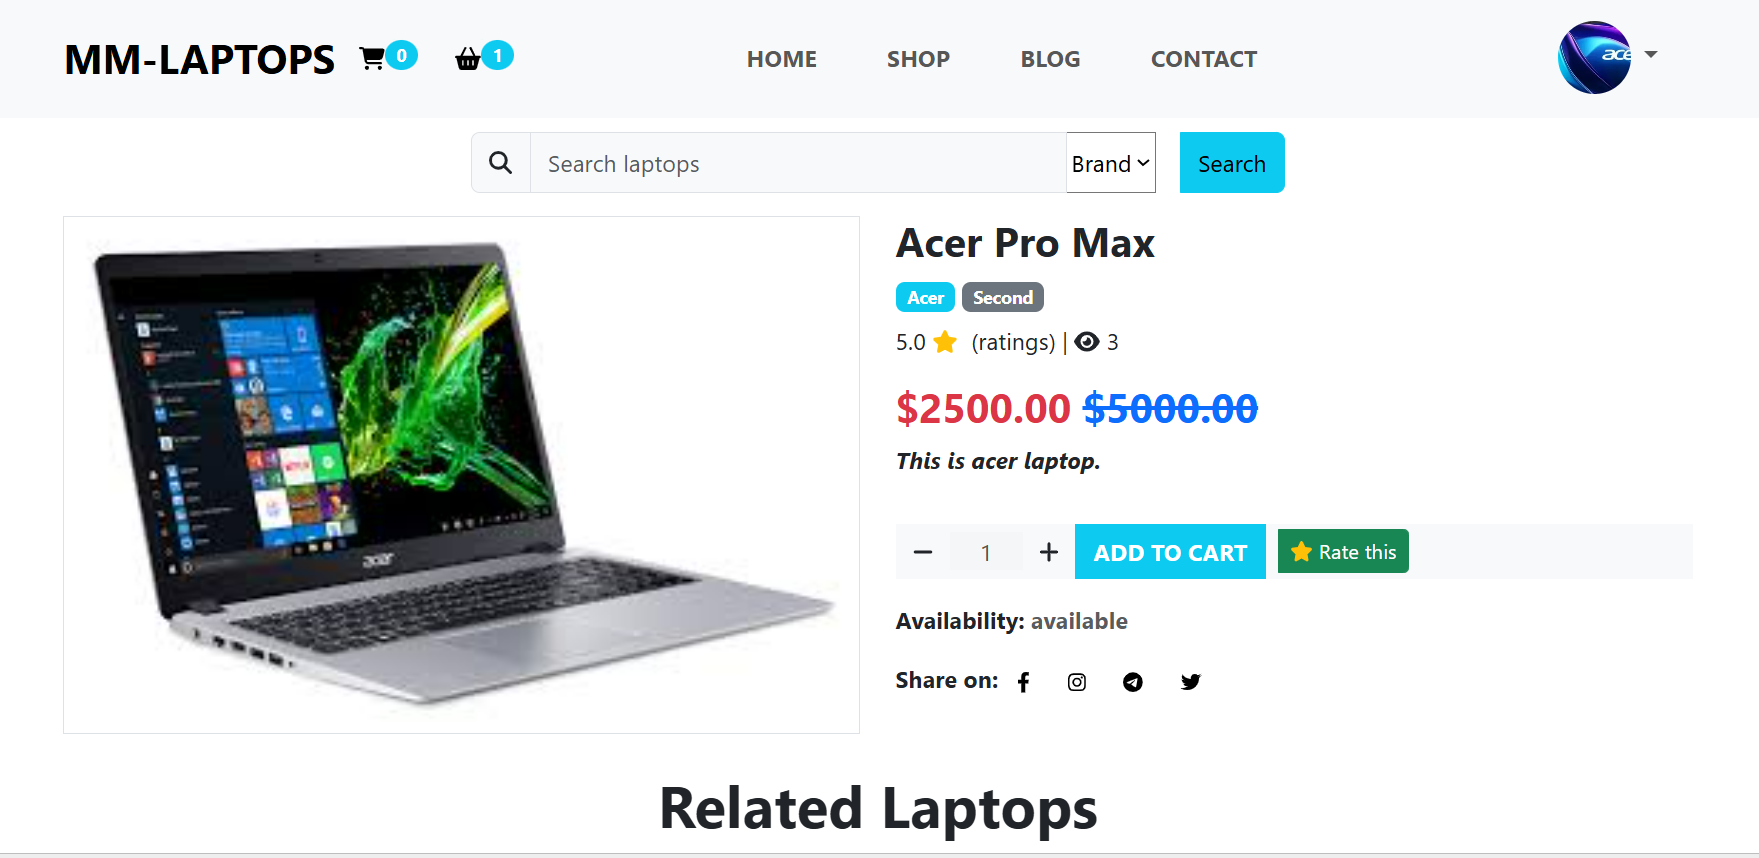 MM-LAPTOPS 0 1 HOME SHOP BLOG CONTACT ace
Search laptops Brand Search
Acer Pro Max
Acer Second
5.0 (ratings) | 3
$2500.00 $5000.00
This is acer laptop.
1 ADD TO CART Rate this
acer
Availability: available
Share on:
Related Laptops